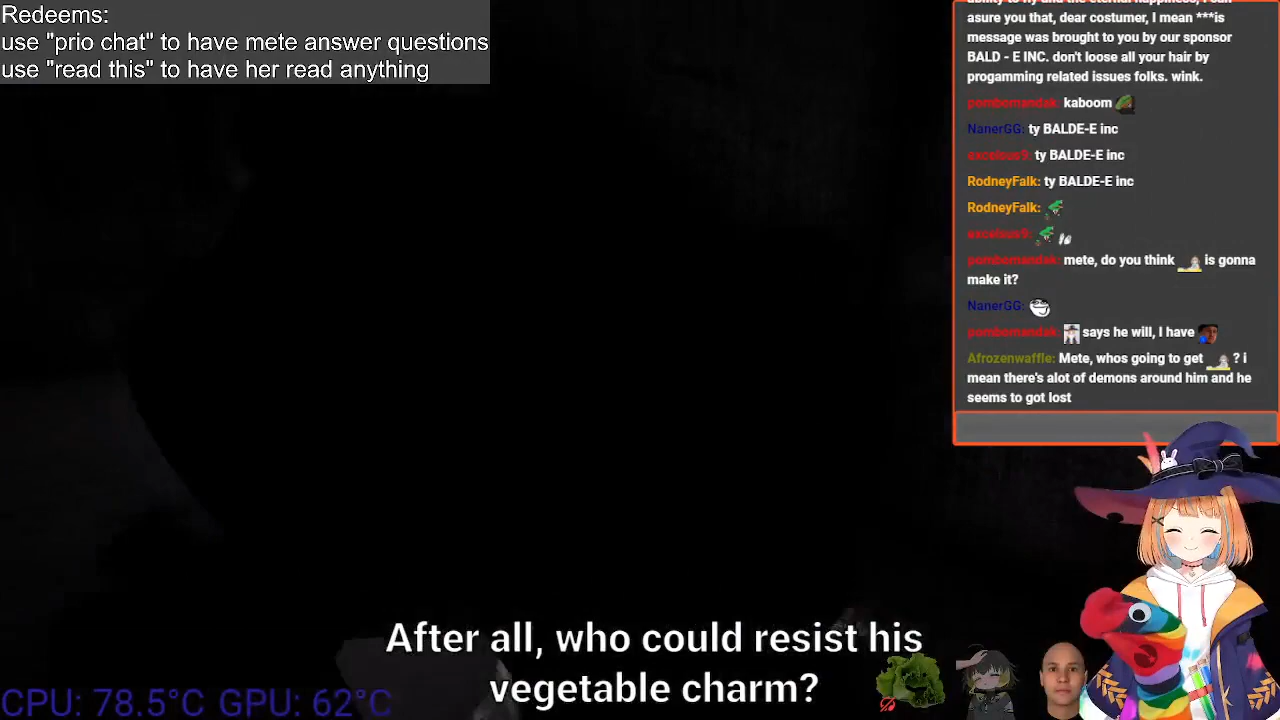 Redeems:
use "prio chat" to have mete answer questions
use "read this" to have her read anything
asure you that, dear costumer, I mean ***is
message was brought to you by our sponsor
BALD - E INC. don't loose all your hair by
progamming related issues folks. wink.
pombomandak: kaboom
NanerGG: ty BALDE-E inc
excelsus9: ty BALDE-E inc
RodneyFalk: ty BALDE-E inc
RodneyFalk:
excelsus9:
pombomandak: mete, do you think is gonna
make it?
NanerGG:
pombomandak: says he will, I have
Afrozenwaffle: Mete, whos going to get ? i
mean there's alot of demons around him and he
seems to got lost
After all, who could resist his
vegetable charm?
CPU: 78.5°C GPU: 62°C